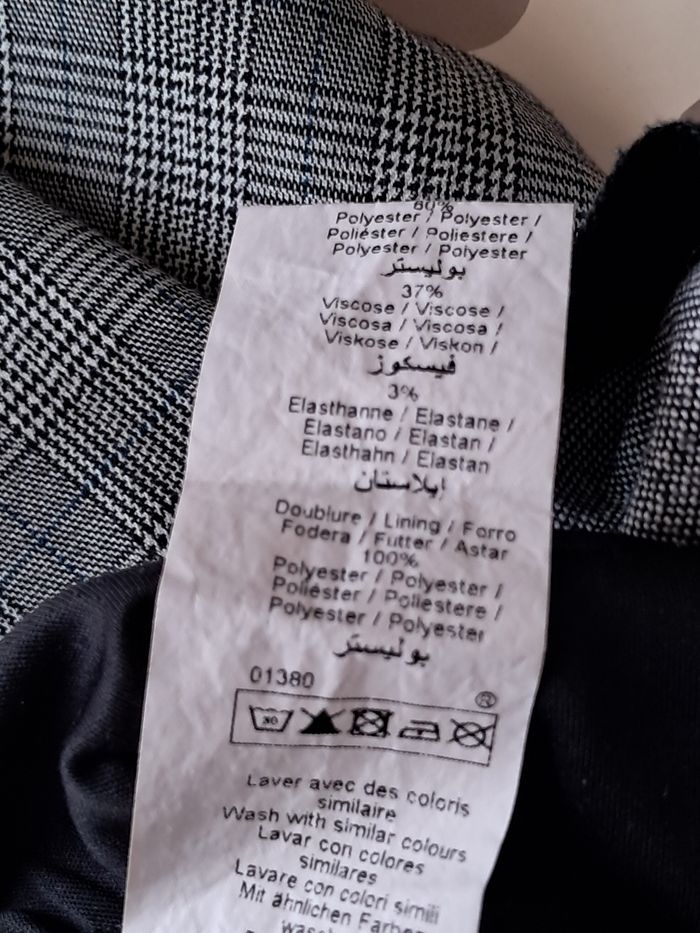 60%
Polyester / Polyester /
Poliéster / Poliestere /
Polyester / Polyester
بوليستر
37%
Viscose / Viscose /
Viscosa / Viscosa /
Viskose / Viskon /
فيسكوز
3%
Elasthanne / Elastane /
Elastano / Elastan /
Elasthahn / Elastan
إيلاستان
Doublure / Lining / Forro
Fodera / Futter / Astar
100%
Polyester / Polyester /
Poliéster / Poliestere /
Polyester / Polyester
بوليستر
01380
®
30
Laver avec des coloris
similaire
Wash with similar colours
Lavar con colores
similares
Lavare con colori simili
Mit ähnlichen Farben